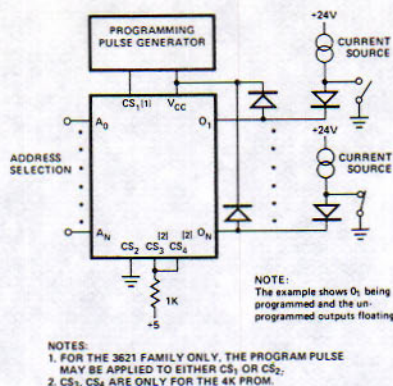 PROGRAMMING
PULSE GENERATOR
+24V
CURRENT
SOURCE
CS1 [1]
VCC
A0
O1
+24V
ADDRESS
SELECTION
CURRENT
SOURCE
[2] [2]
AN
CS2 CS3 CS4
ON
1K
+5
NOTE:
The example shows O1 being
programmed and the un-
programmed outputs floating
NOTES:
1. FOR THE 3621 FAMILY ONLY, THE PROGRAM PULSE
MAY BE APPLIED TO EITHER CS1 OR CS2.
2. CS3, CS4 ARE ONLY FOR THE 4K PROM.